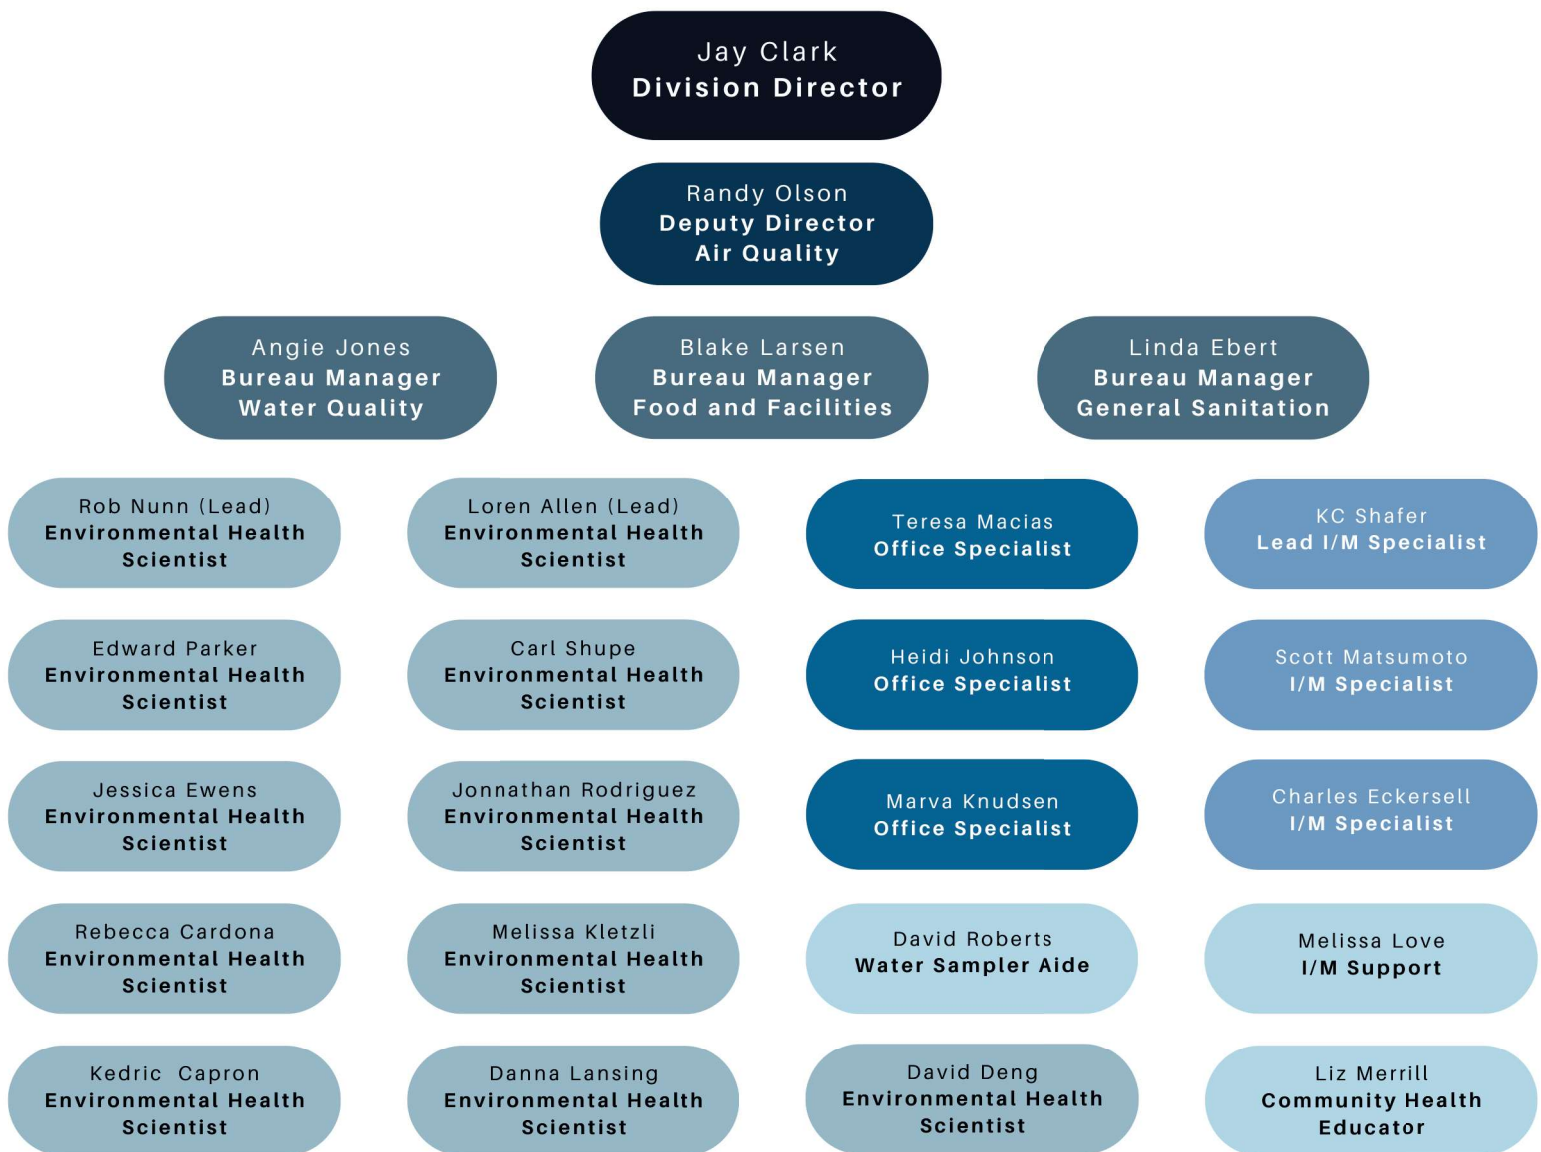 Jay Clark
Division Director
Randy Olson
Deputy Director
Air Quality
Angie Jones
Bureau Manager
Water Quality
Blake Larsen
Bureau Manager
Food and Facilities
Linda Ebert
Bureau Manager
General Sanitation
Rob Nunn (Lead)
Environmental Health
Scientist
Loren Allen (Lead)
Environmental Health
Scientist
Teresa Macias
Office Specialist
KC Shafer
Lead I/M Specialist
Edward Parker
Environmental Health
Scientist
Carl Shupe
Environmental Health
Scientist
Heidi Johnson
Office Specialist
Scott Matsumoto
I/M Specialist
Jessica Ewens
Environmental Health
Scientist
Jonnathan Rodriguez
Environmental Health
Scientist
Marva Knudsen
Office Specialist
Charles Eckersell
I/M Specialist
Rebecca Cardona
Environmental Health
Scientist
Melissa Kletzli
Environmental Health
Scientist
David Roberts
Water Sampler Aide
Melissa Love
I/M Support
Kedric Capron
Environmental Health
Scientist
Danna Lansing
Environmental Health
Scientist
David Deng
Environmental Health
Scientist
Liz Merrill
Community Health
Educator